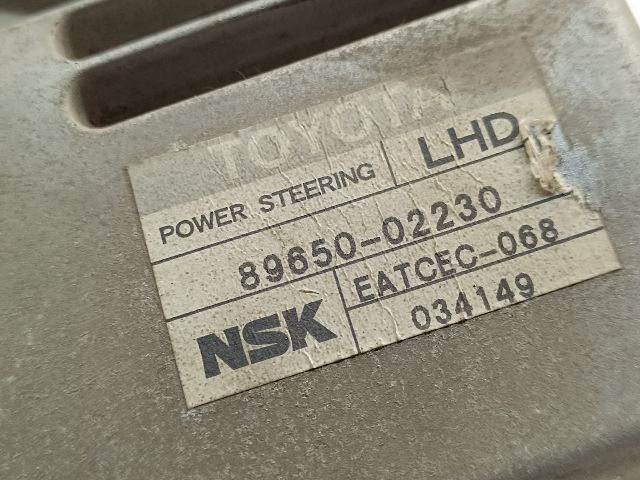 TOYOTA
POWER STEERING LHD
89650-02230
NSK EATCEC-068
034149